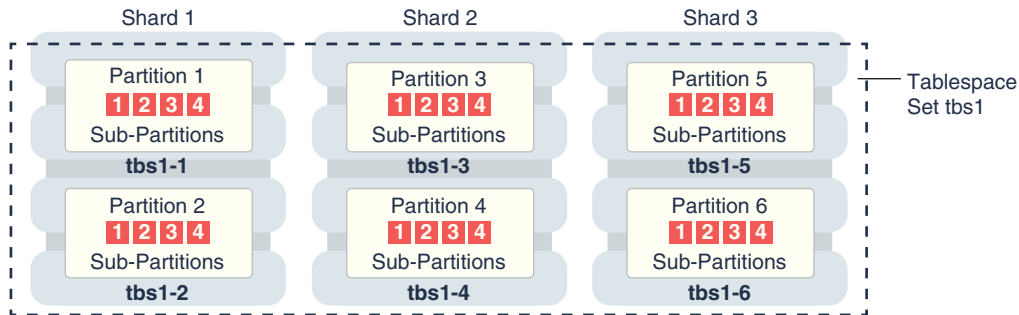 Shard 1
Shard 2
Shard 3
Partition 1
1 2 3 4
Sub-Partitions
tbs1-1
Partition 3
1 2 3 4
Sub-Partitions
tbs1-3
Partition 5
1 2 3 4
Sub-Partitions
tbs1-5
Tablespace
Set tbs1
Partition 2
1 2 3 4
Sub-Partitions
tbs1-2
Partition 4
1 2 3 4
Sub-Partitions
tbs1-4
Partition 6
1 2 3 4
Sub-Partitions
tbs1-6